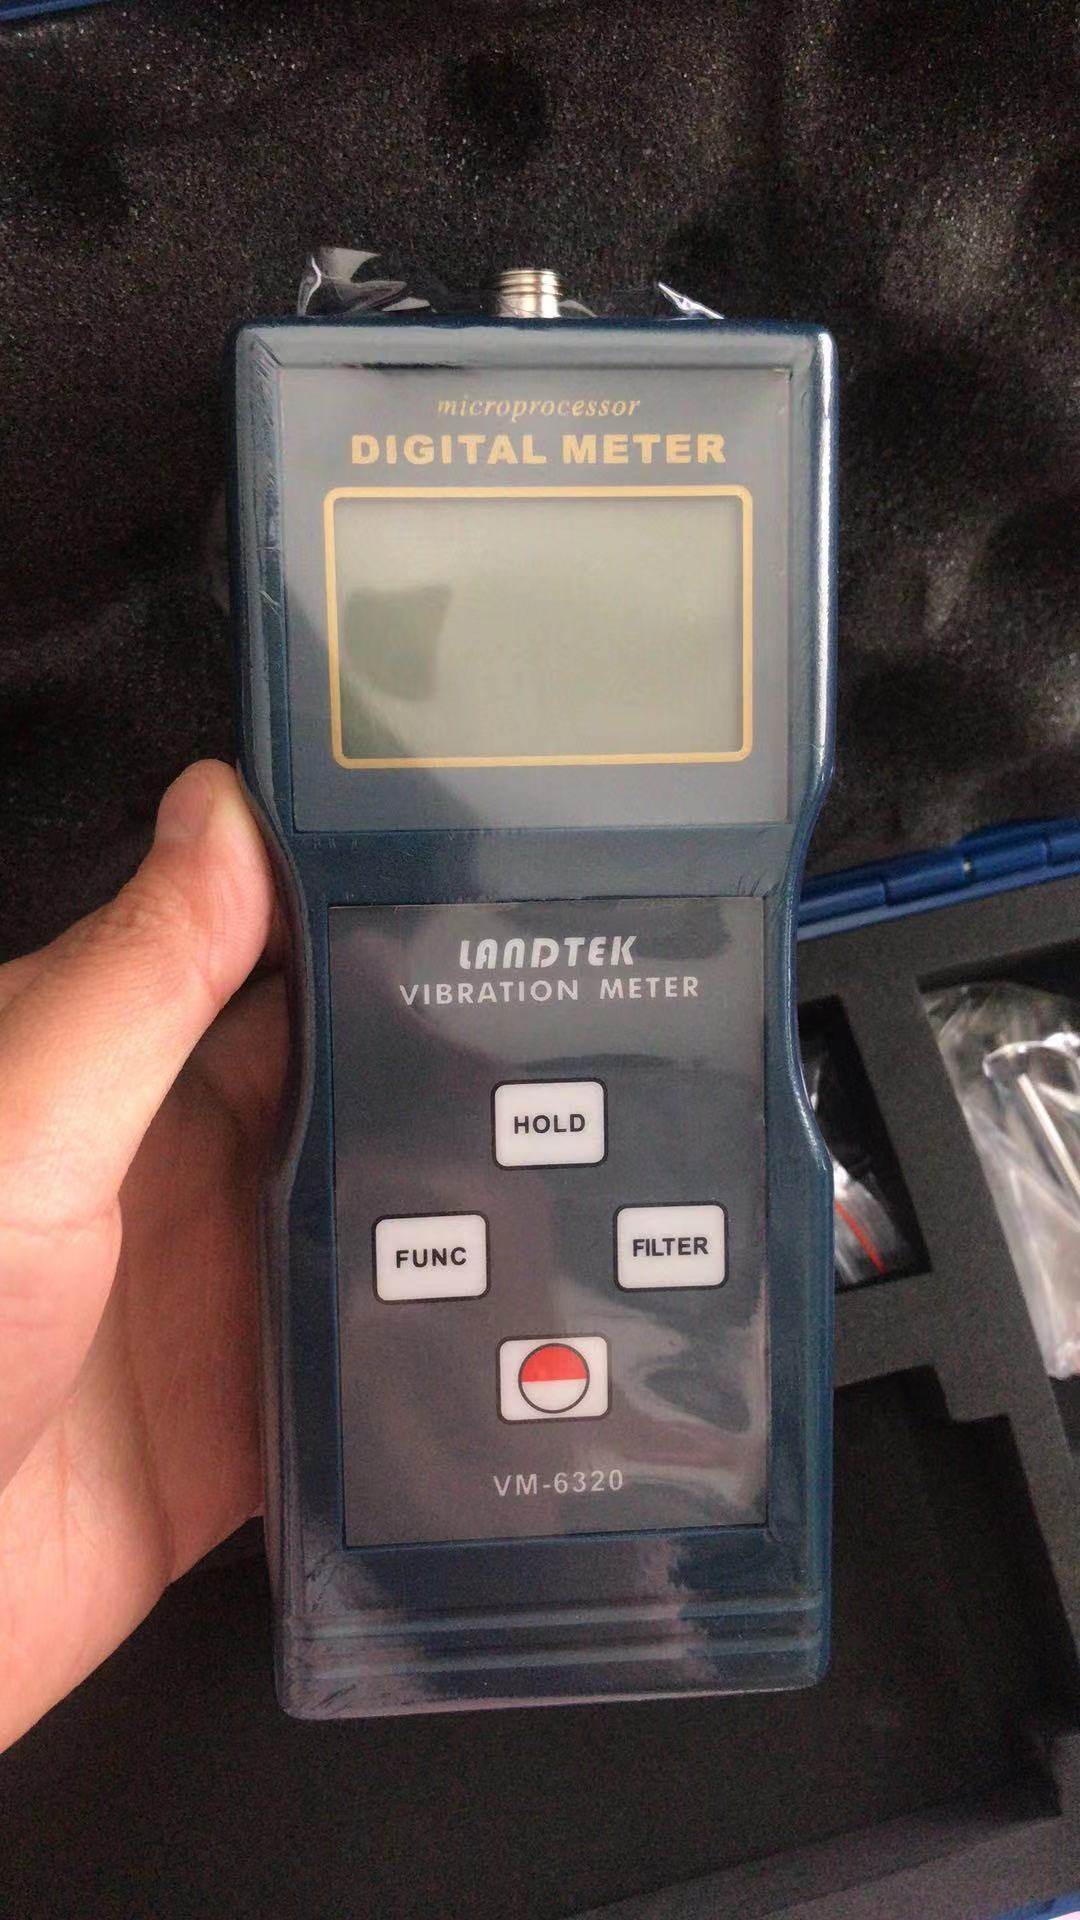 microprocessor
DIGITAL METER
LANDTEK
VIBRATION METER
HOLD
FUNC
FILTER
VM-6320